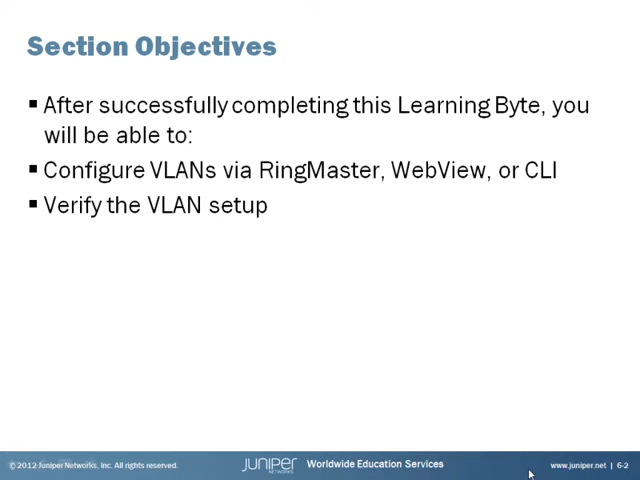 Section Objectives
▪ After successfully completing this Learning Byte, you
will be able to:
▪ Configure VLANs via RingMaster, WebView, or CLI
▪ Verify the VLAN setup
©2012 Juniper Networks, Inc. All rights reserved. JUNIPER NETWORKS Worldwide Education Services www.juniper.net | 6-2